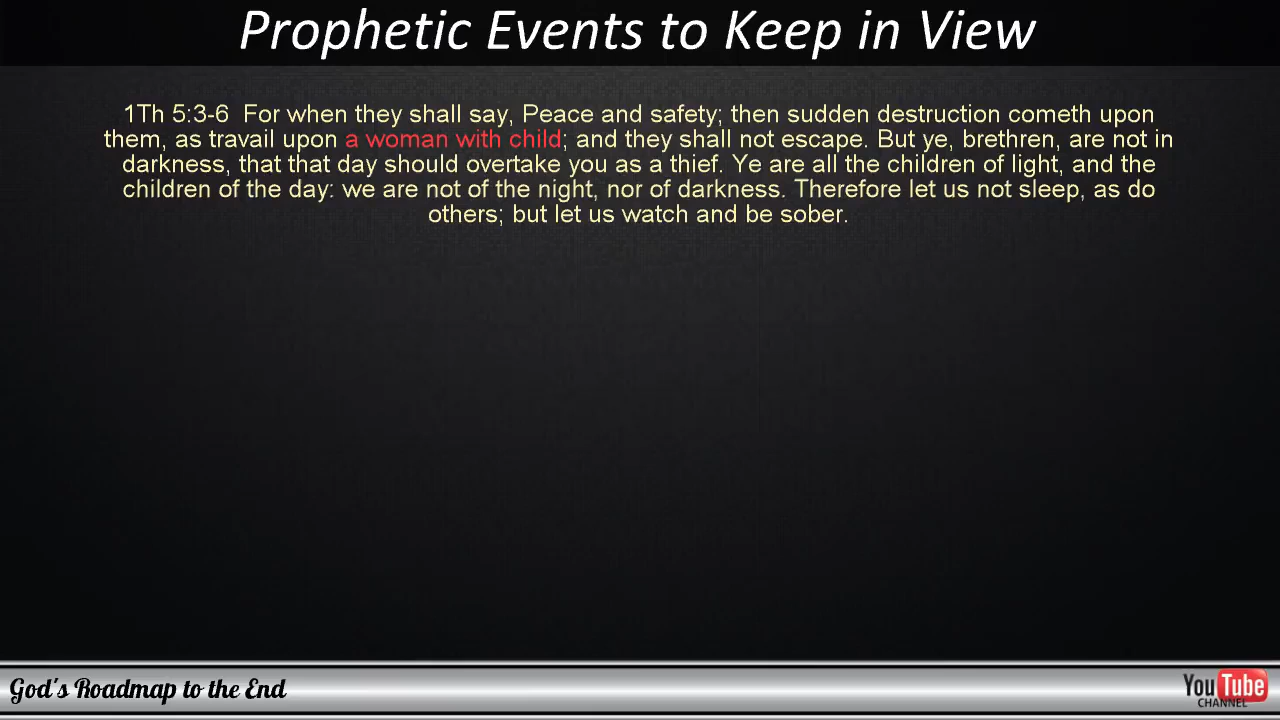 Prophetic Events to Keep in View
1Th 5:3-6  For when they shall say, Peace and safety; then sudden destruction cometh upon
them, as travail upon a woman with child; and they shall not escape. But ye, brethren, are not in
darkness, that that day should overtake you as a thief. Ye are all the children of light, and the
children of the day: we are not of the night, nor of darkness. Therefore let us not sleep, as do
others; but let us watch and be sober.
God's Roadmap to the End
YouTube
CHANNEL